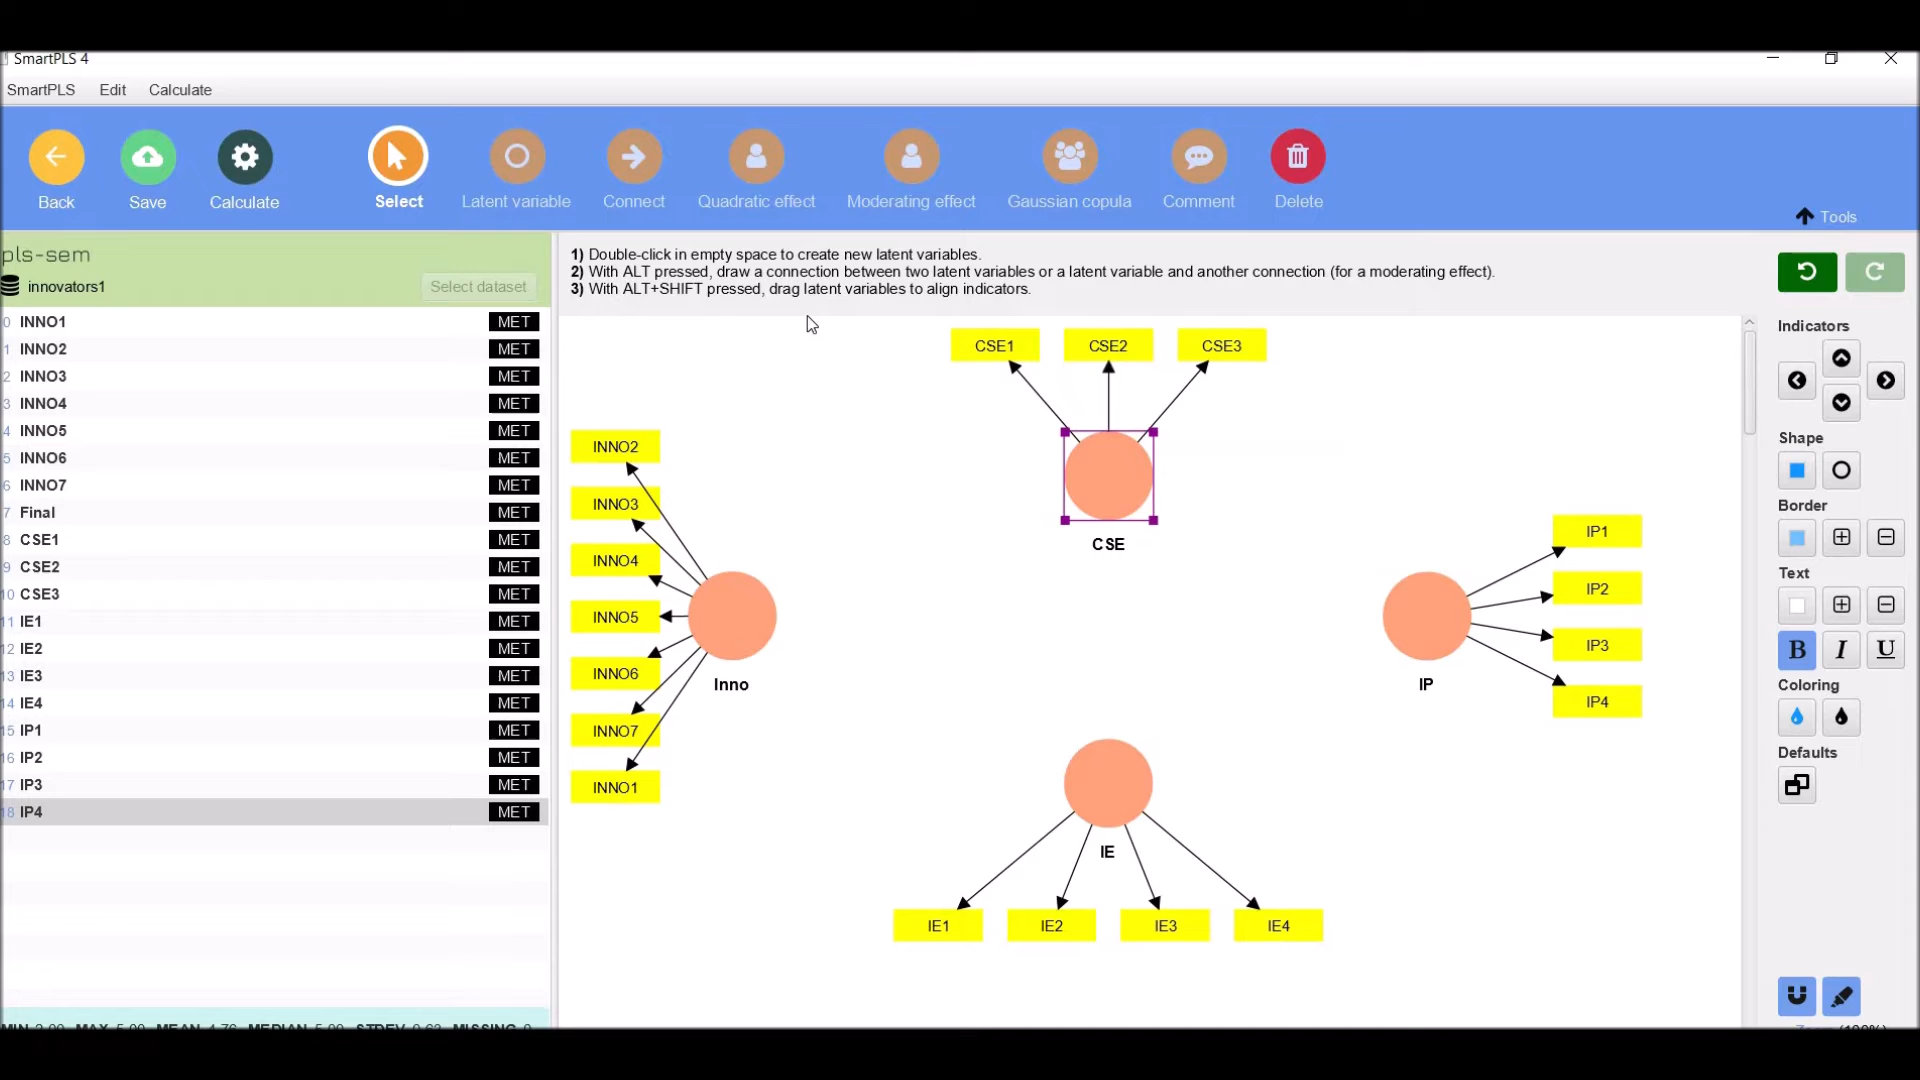 SmartPLS 4
SmartPLS Edit Calculate
Back Save Calculate Select Latent variable Connect Quadratic effect Moderating effect Gaussian copula Comment Delete
Tools
pls-sem
innovators1 Select dataset
1) Double-click in empty space to create new latent variables.
2) With ALT pressed, draw a connection between two latent variables or a latent variable and another connection (for a moderating effect).
3) With ALT+SHIFT pressed, drag latent variables to align indicators.
0 INNO1 MET
1 INNO2 MET
2 INNO3 MET
3 INNO4 MET
4 INNO5 MET
5 INNO6 MET
6 INNO7 MET
7 Final MET
8 CSE1 MET
9 CSE2 MET
10 CSE3 MET
11 IE1 MET
12 IE2 MET
13 IE3 MET
14 IE4 MET
15 IP1 MET
16 IP2 MET
17 IP3 MET
18 IP4 MET
CSE1 CSE2 CSE3
CSE
INNO2
INNO3
INNO4
INNO5
INNO6
INNO7
INNO1
Inno
IP1
IP2
IP3
IP4
IP
IE
IE1 IE2 IE3 IE4
Indicators
Shape
Border
Text
B I U
Coloring
Defaults